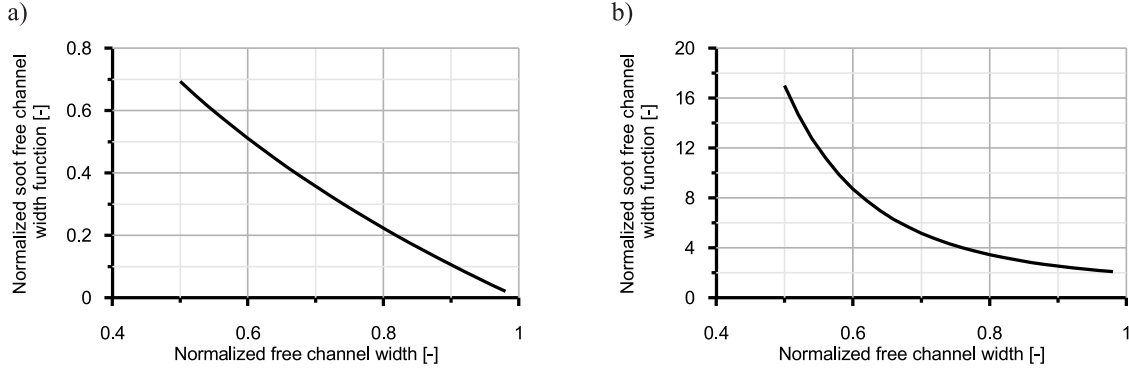 a)
Normalized soot free channel
width function [-]
0.8
0.6
0.4
0.2
0
0.4
0.6
0.8
1
Normalized free channel width [-]
b)
Normalized soot free channel
width function [-]
20
16
12
8
4
0
0.4
0.6
0.8
1
Normalized free channel width [-]